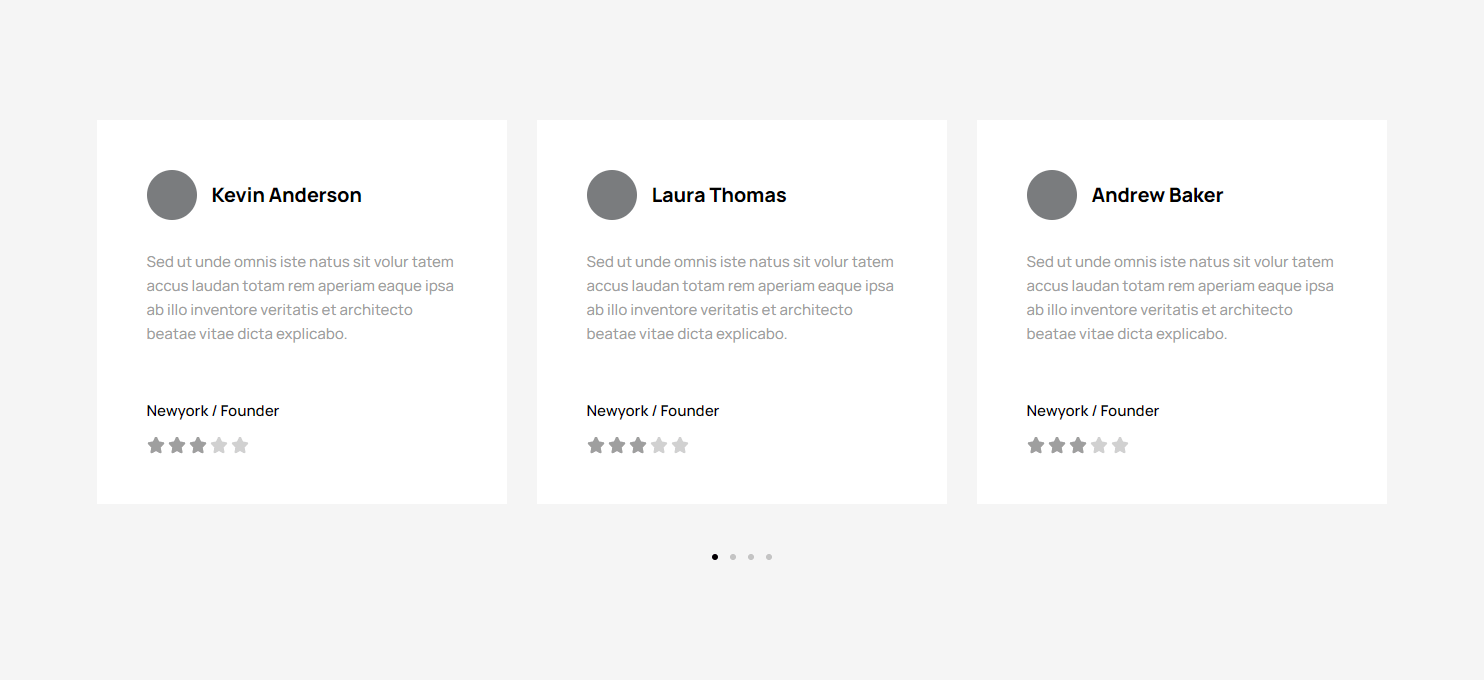 Kevin Anderson
Sed ut unde omnis iste natus sit volur tatem
accus laudan totam rem aperiam eaque ipsa
ab illo inventore veritatis et architecto
beatae vitae dicta explicabo.
Newyork / Founder
Laura Thomas
Sed ut unde omnis iste natus sit volur tatem
accus laudan totam rem aperiam eaque ipsa
ab illo inventore veritatis et architecto
beatae vitae dicta explicabo.
Newyork / Founder
Andrew Baker
Sed ut unde omnis iste natus sit volur tatem
accus laudan totam rem aperiam eaque ipsa
ab illo inventore veritatis et architecto
beatae vitae dicta explicabo.
Newyork / Founder